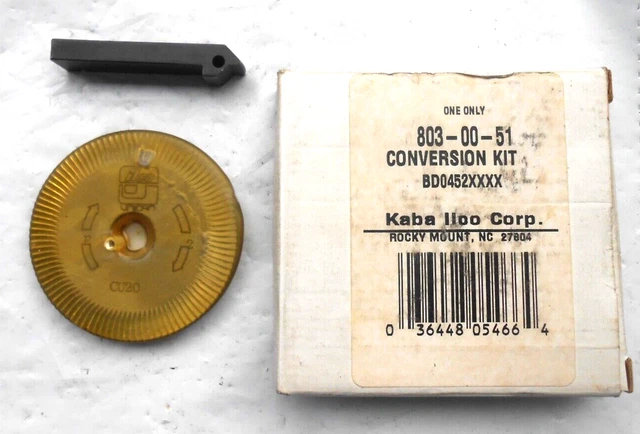 ONE ONLY
803-00-51
CONVERSION KIT
BD0452XXXX
Kaba Ilco Corp.
ROCKY MOUNT, NC 27804
0 36448 05466 4
CU20